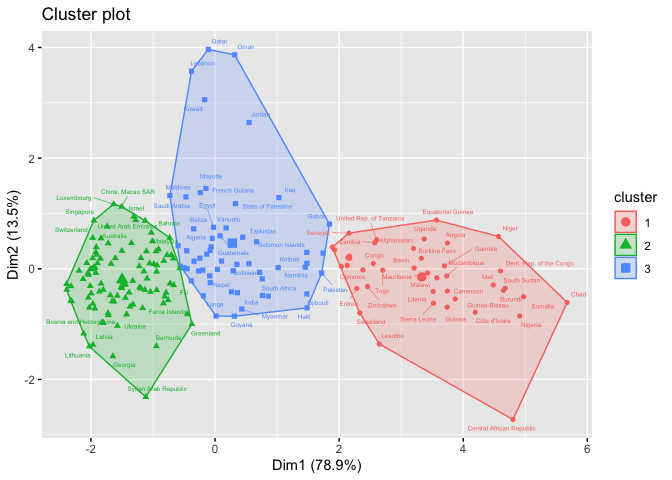 Cluster plot
Qatar
Oman
Lebanon
Kuwait
Jordan
Mayotte
Maldives
French Guiana
Iraq
Saudi Arabia
Egypt
State of Palestine
Luxembourg
China, Macao SAR
Singapore
Israel
Switzerland
United Arab Emirates
Bahrain
Australia
Malaysia
Belize
Vanuatu
Gabon
Algeria
Tajikistan
Solomon Islands
Guatemala
Kiribati
Botswana
Namibia
Fiji
Nepal
South Africa
Pakistan
Tonga
India
Djibouti
Guyana
Myanmar
Haiti
Faroe Islands
Bosnia and Herzegovina
Ukraine
Greenland
Latvia
Bermuda
Lithuania
Georgia
Syrian Arab Republic
United Rep. of Tanzania
Equatorial Guinea
Senegal
Uganda
Niger
Zambia
Afghanistan
Angola
Comoros
Congo
Benin
Burkina Faso
Gambia
Mauritania
Mozambique
Dem. Rep. of the Congo
Malawi
Mali
South Sudan
Chad
Togo
Cameroon
Eritrea
Zimbabwe
Liberia
Guinea-Bissau
Burundi
Somalia
Swaziland
Sierra Leone
Guinea
Côte d'Ivoire
Nigeria
Lesotho
Central African Republic
4
2
0
-2
-2
0
2
4
6
Dim1 (78.9%)
Dim2 (13.5%)
cluster
1
2
3